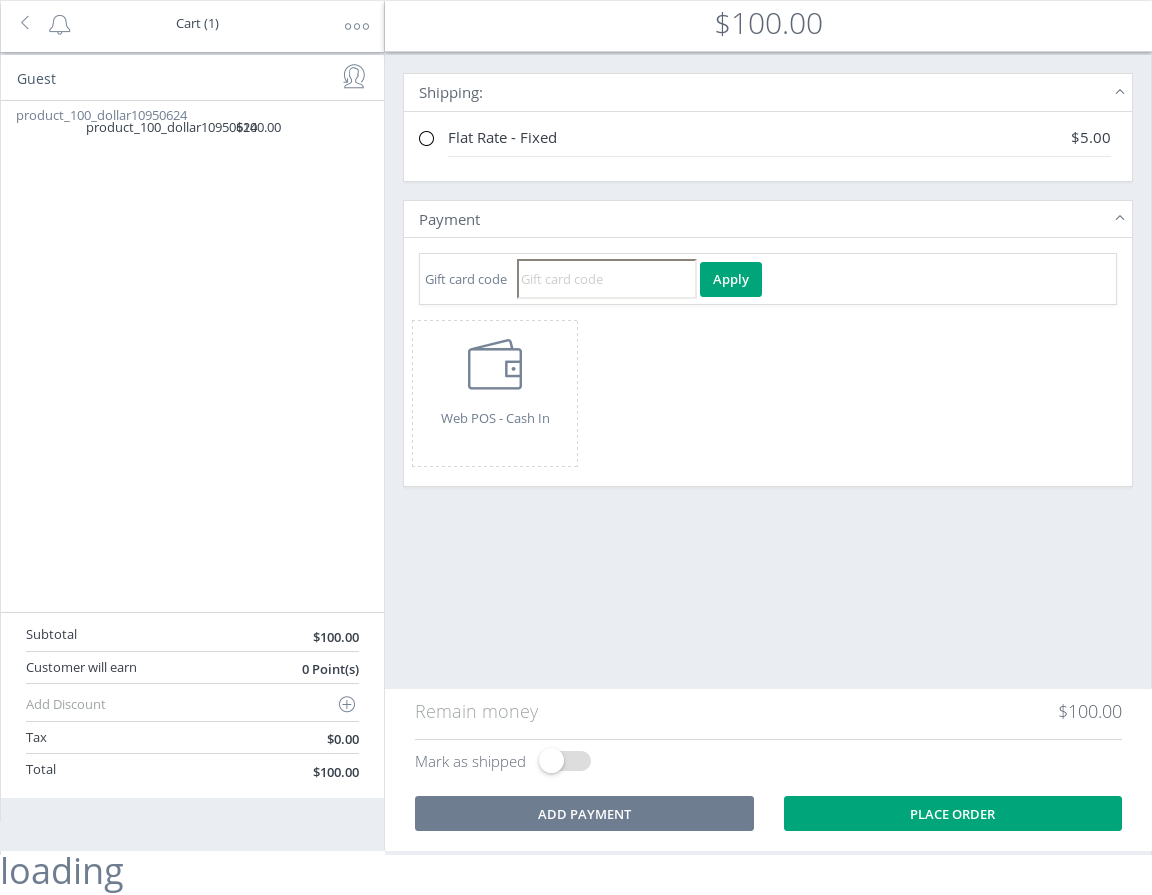 Cart (1)
$100.00
Guest
product_100_dollar10950624
product_100_dollar10950624
$100.00
Subtotal
$100.00
Customer will earn
0 Point(s)
Add Discount
Tax
$0.00
Total
$100.00
Shipping:
Flat Rate - Fixed
$5.00
Payment
Gift card code
Gift card code
Apply
Web POS - Cash In
Remain money
$100.00
Mark as shipped
ADD PAYMENT
PLACE ORDER
loading